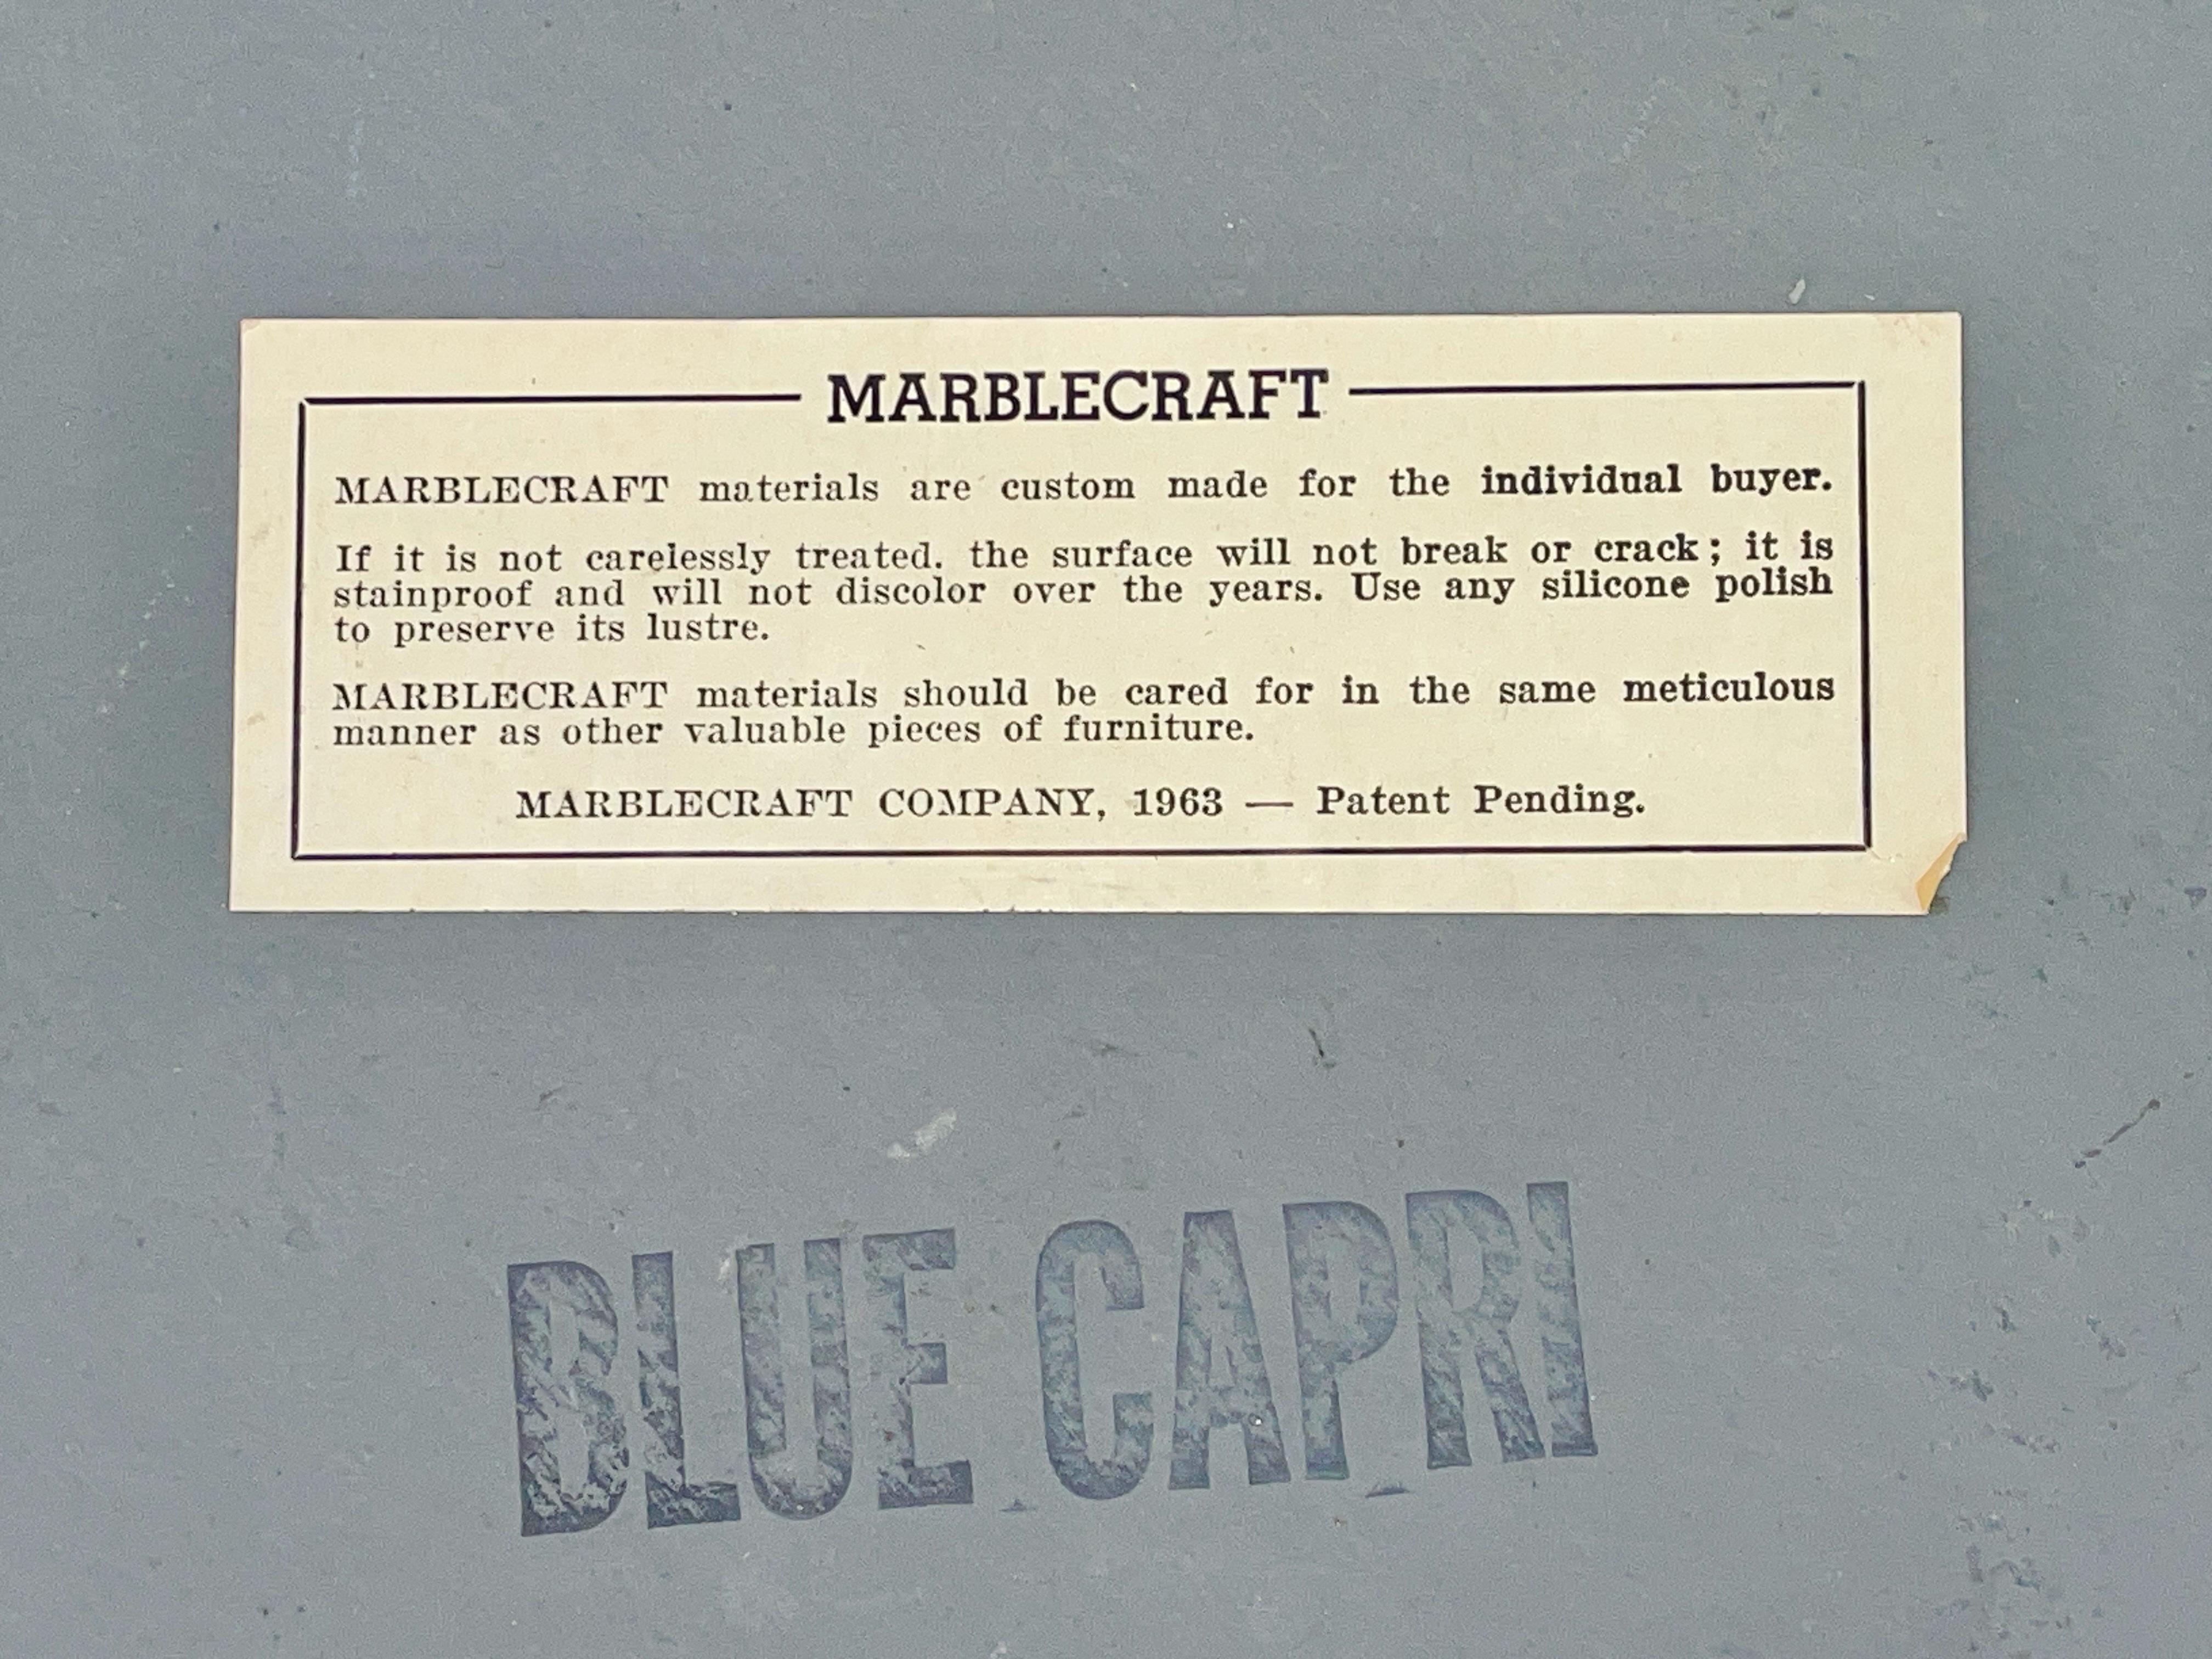 MARBLECRAFT
MARBLECRAFT materials are custom made for the individual buyer.
If it is not carelessly treated. the surface will not break or crack; it is
stainproof and will not discolor over the years. Use any silicone polish
to preserve its lustre.
MARBLECRAFT materials should be cared for in the same meticulous
manner as other valuable pieces of furniture.
MARBLECRAFT COMPANY, 1963 — Patent Pending.
BLUE CAPRI